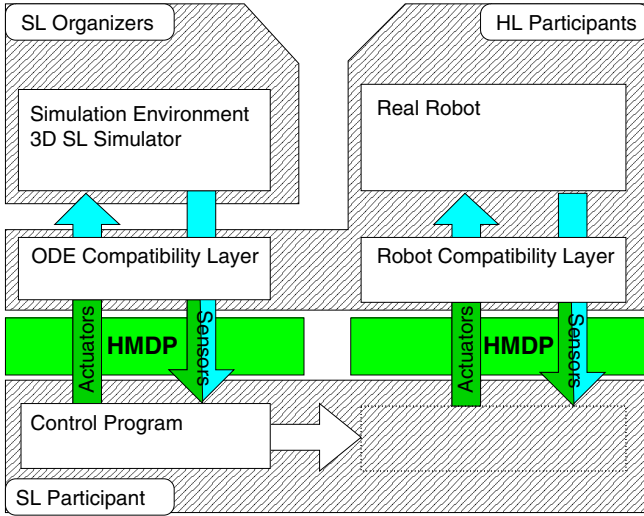 SL Organizers
HL Participants
Simulation Environment
3D SL Simulator
Real Robot
ODE Compatibility Layer
Robot Compatibility Layer
Actuators
HMDP
Sensors
Actuators
HMDP
Sensors
Control Program
SL Participant